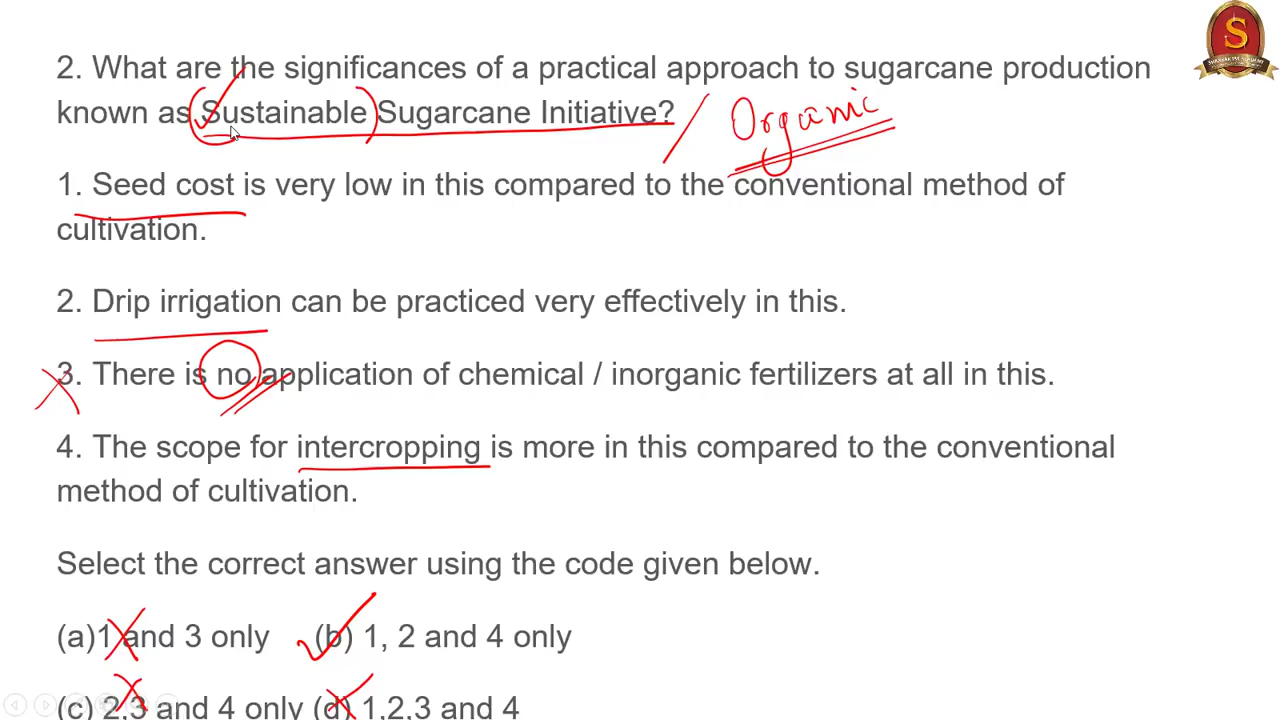 2. What are the significances of a practical approach to sugarcane production
known as Sustainable Sugarcane Initiative?
Organic
1. Seed cost is very low in this compared to the conventional method of
cultivation.
2. Drip irrigation can be practiced very effectively in this.
3. There is no application of chemical / inorganic fertilizers at all in this.
4. The scope for intercropping is more in this compared to the conventional
method of cultivation.
Select the correct answer using the code given below.
(a)1 and 3 only (b) 1, 2 and 4 only
(c) 2,3 and 4 only (d) 1,2,3 and 4
S